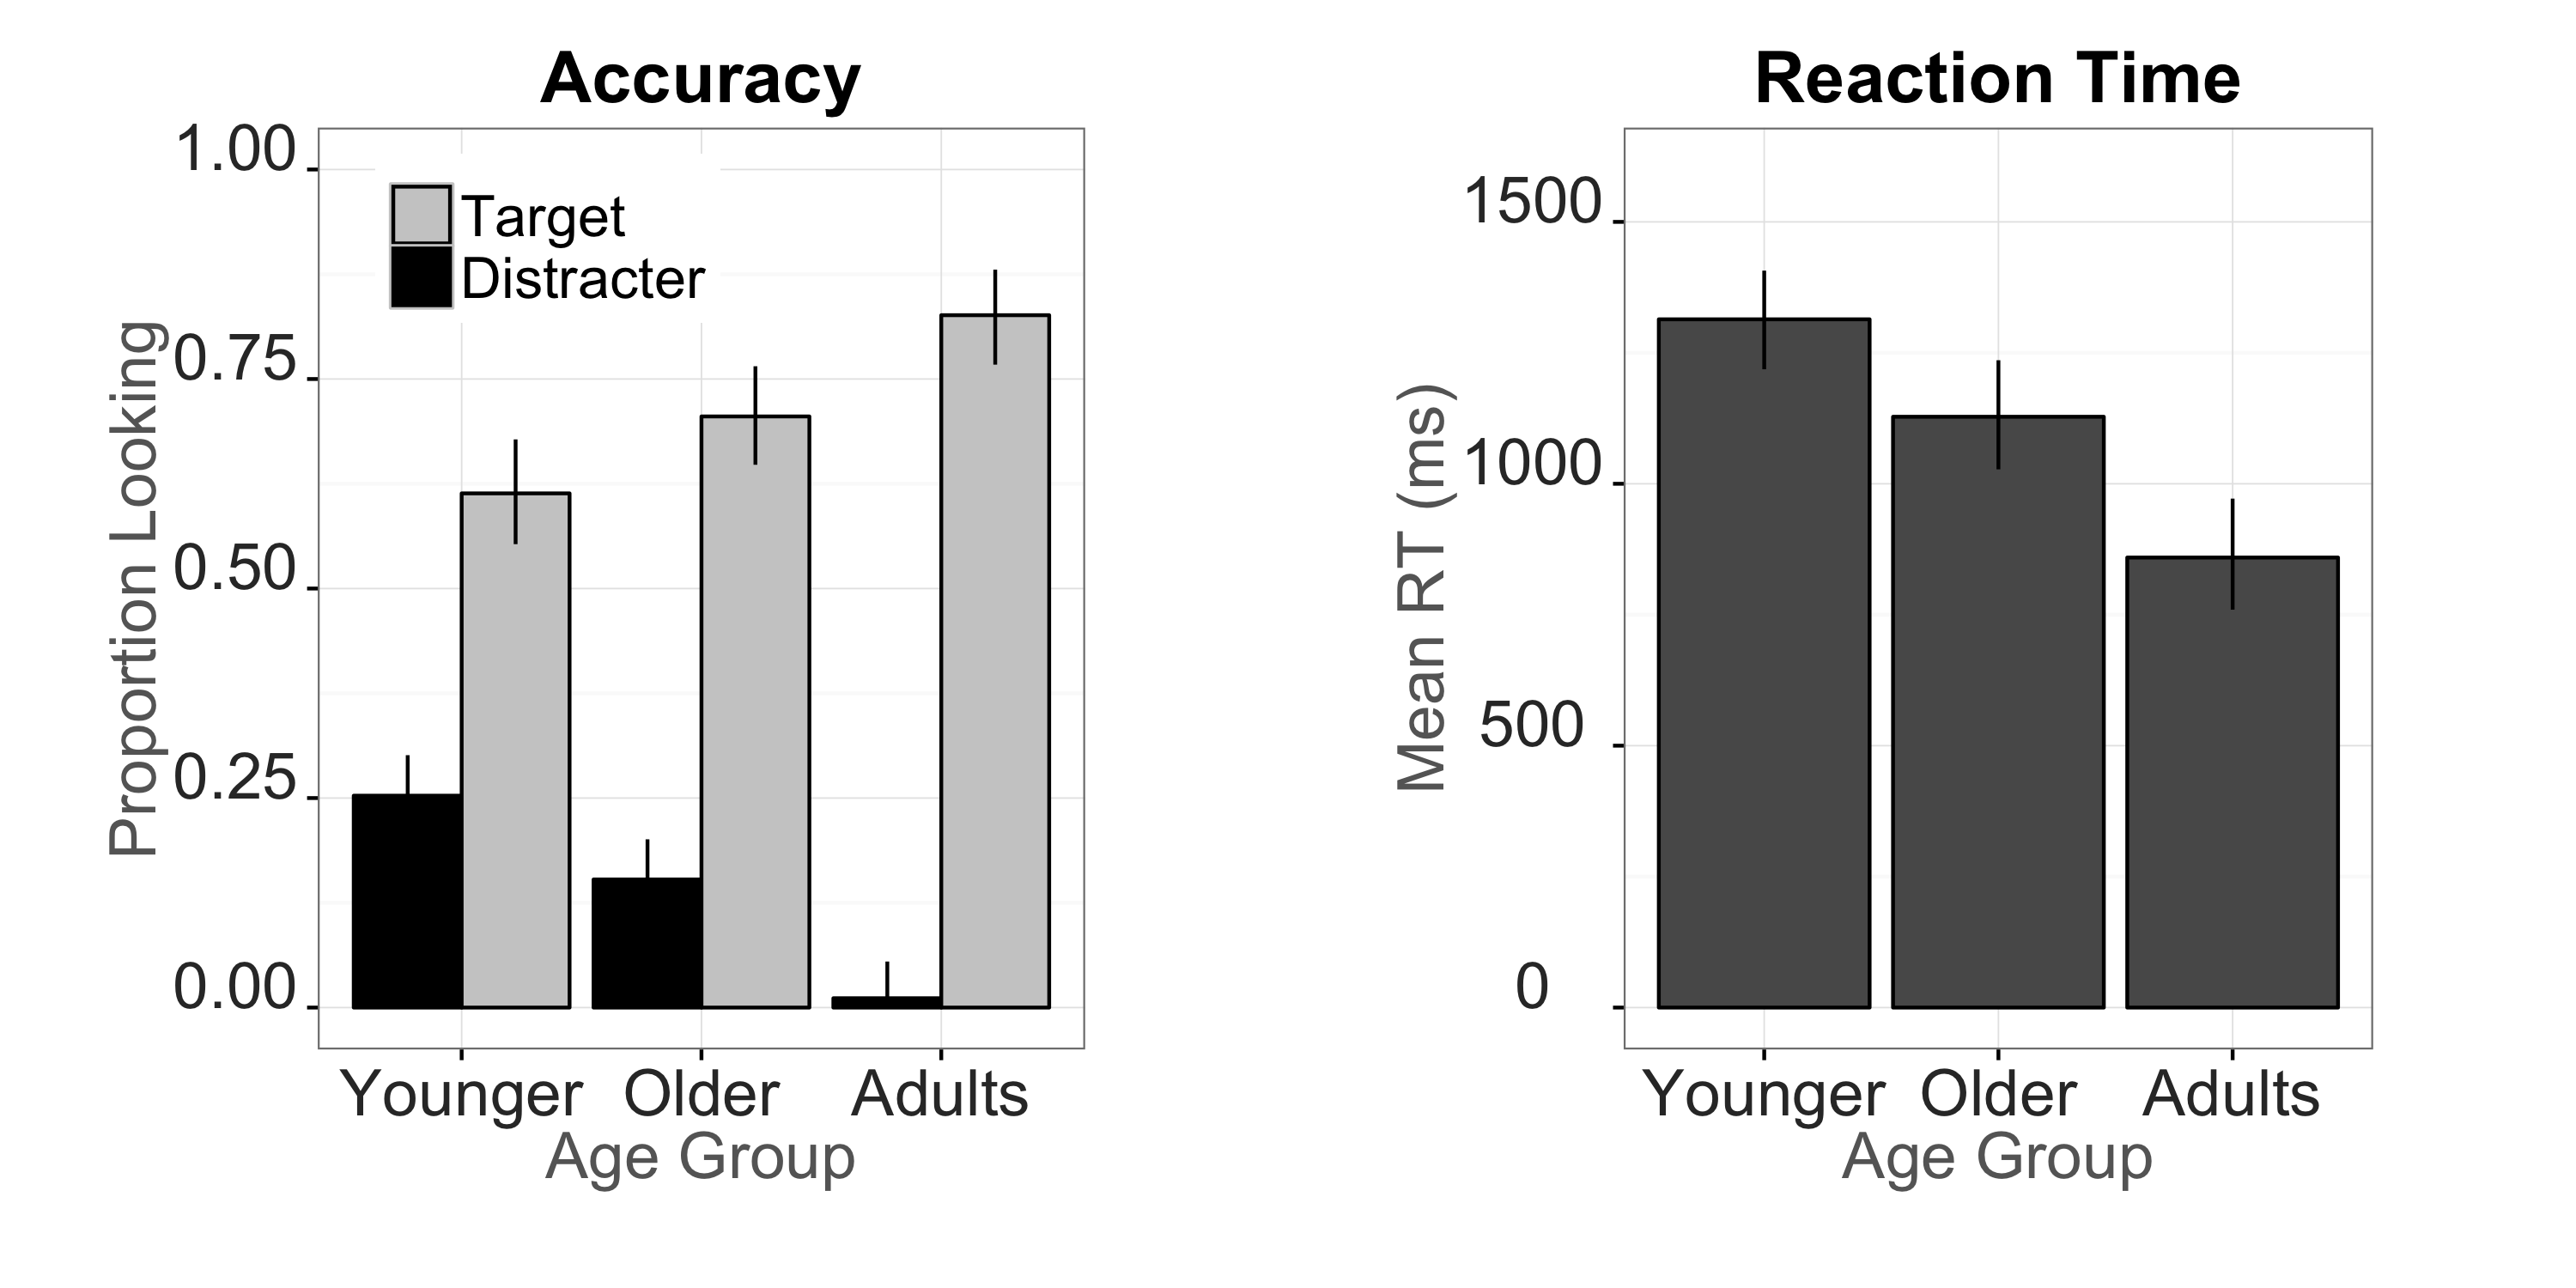 Accuracy
1.00
0.75
0.50
0.25
0.00
Proportion Looking
Target
Distracter
Younger Older Adults
Age Group
Reaction Time
1500
1000
500
0
Mean RT (ms)
Younger Older Adults
Age Group